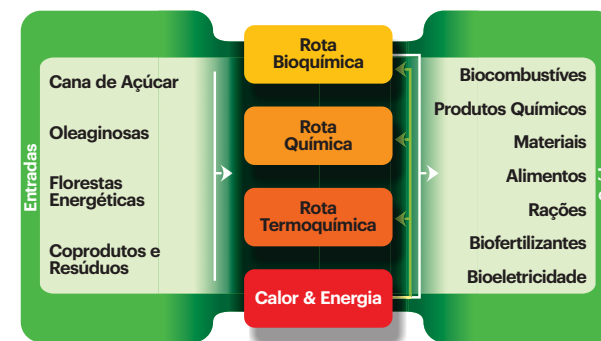 Entradas
Cana de Açúcar
Oleaginosas
Florestas
Energéticas
Coprodutos e
Resúduos
Rota
Bioquímica
Rota
Química
Rota
Termoquímica
Calor & Energia
Biocombustíves
Produtos Químicos
Materiais
Alimentos
Rações
Biofertilizantes
Bioeletricidade